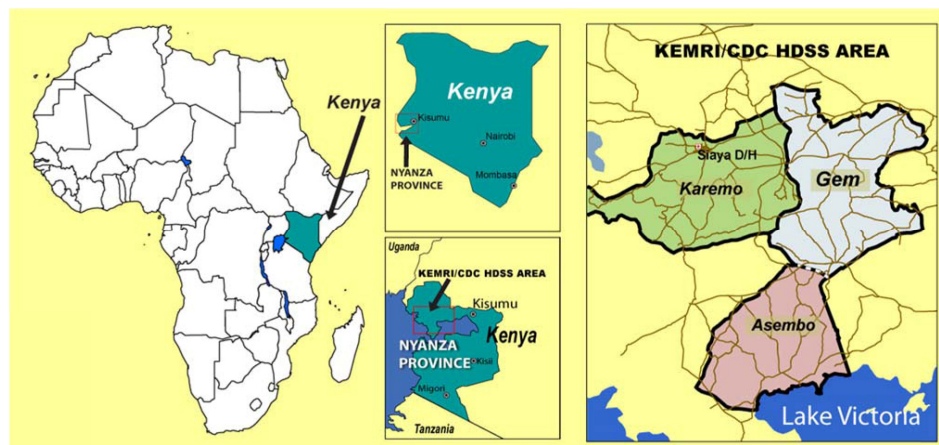 Kenya
Kenya
Kisumu
Nairobi
Mombasa
NYANZA
PROVINCE
Uganda
KEMRI/CDC HDSS AREA
Kisumu
Kenya
NYANZA
PROVINCE
Kisii
Migori
Tanzania
KEMRI/CDC HDSS AREA
Siaya D/H
Karemo
Gem
Asembo
Lake Victoria